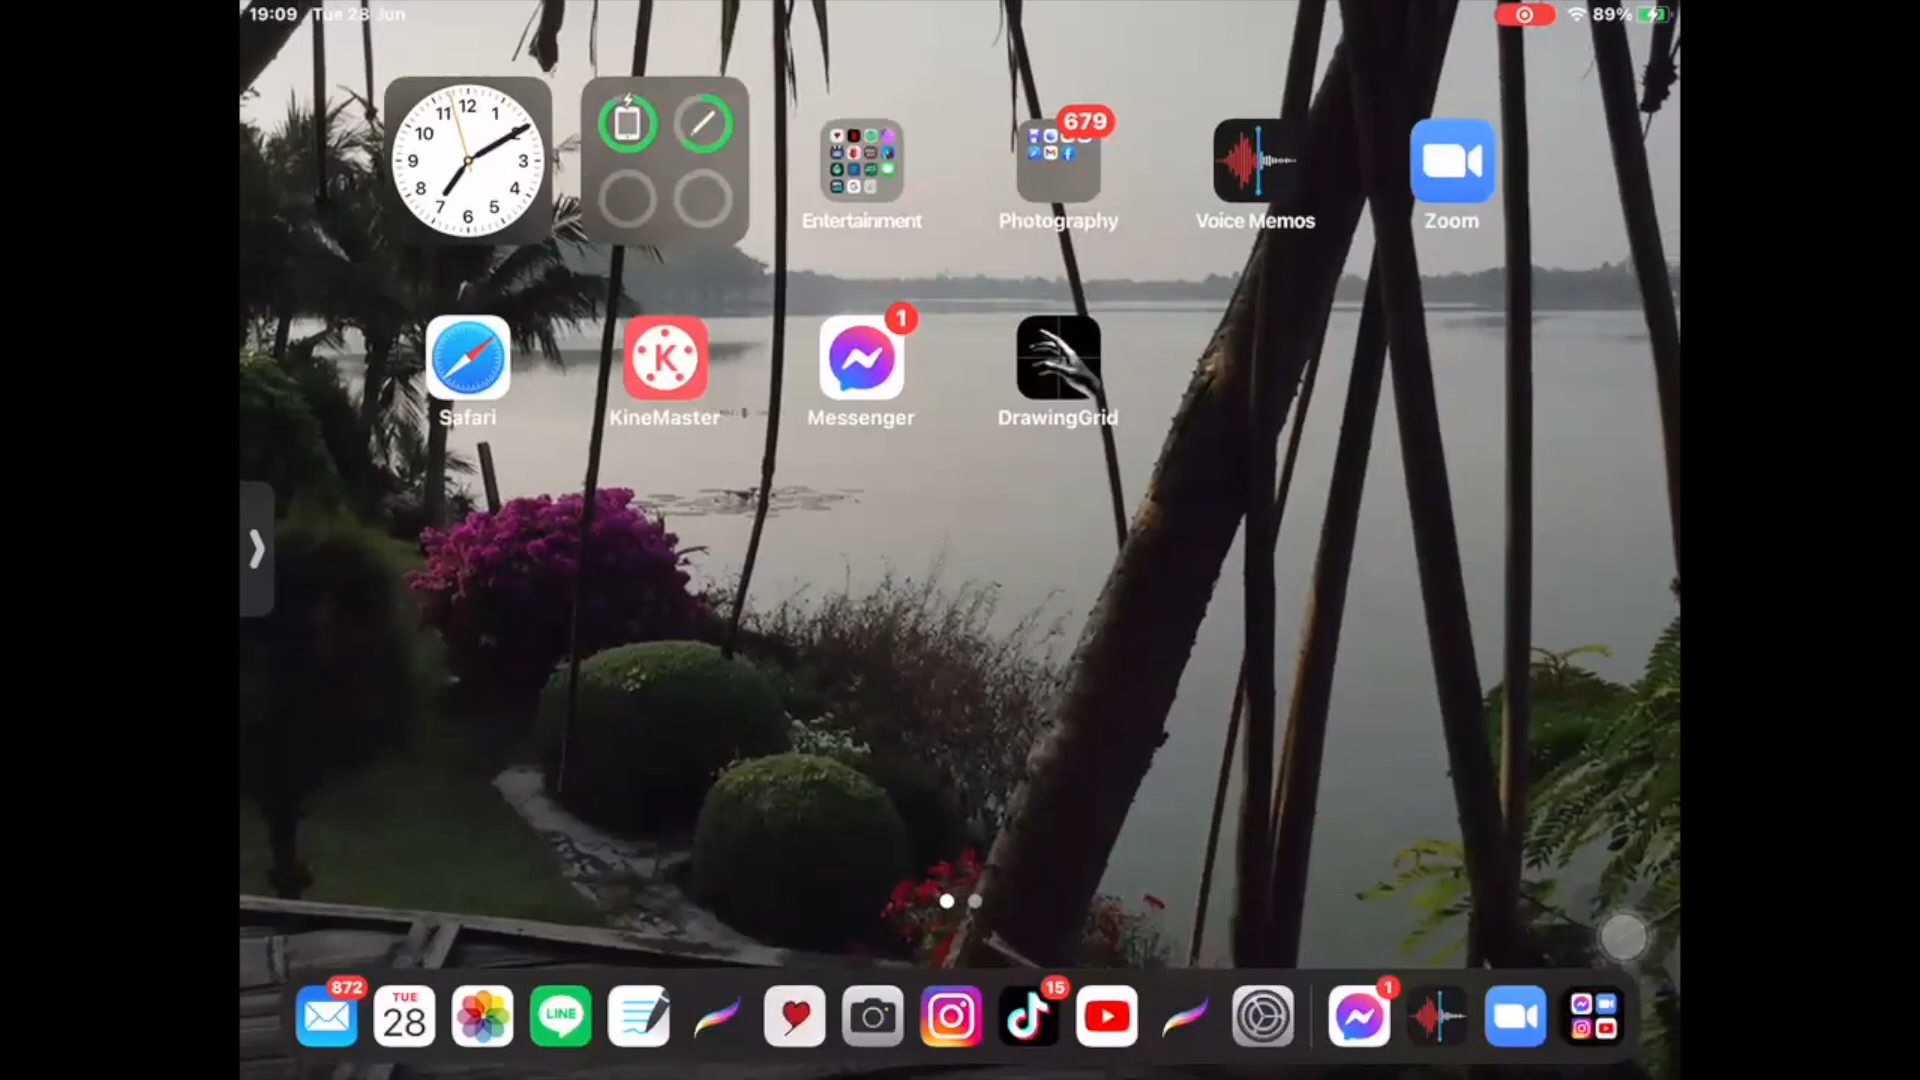 19:09 Tue 28 Jun
89%
12
1
2
3
4
5
6
7
8
9
10
11
679
Entertainment
Photography
Voice Memos
Zoom
1
K
Safari
KineMaster
Messenger
DrawingGrid
872
TUE
28
LINE
15
1